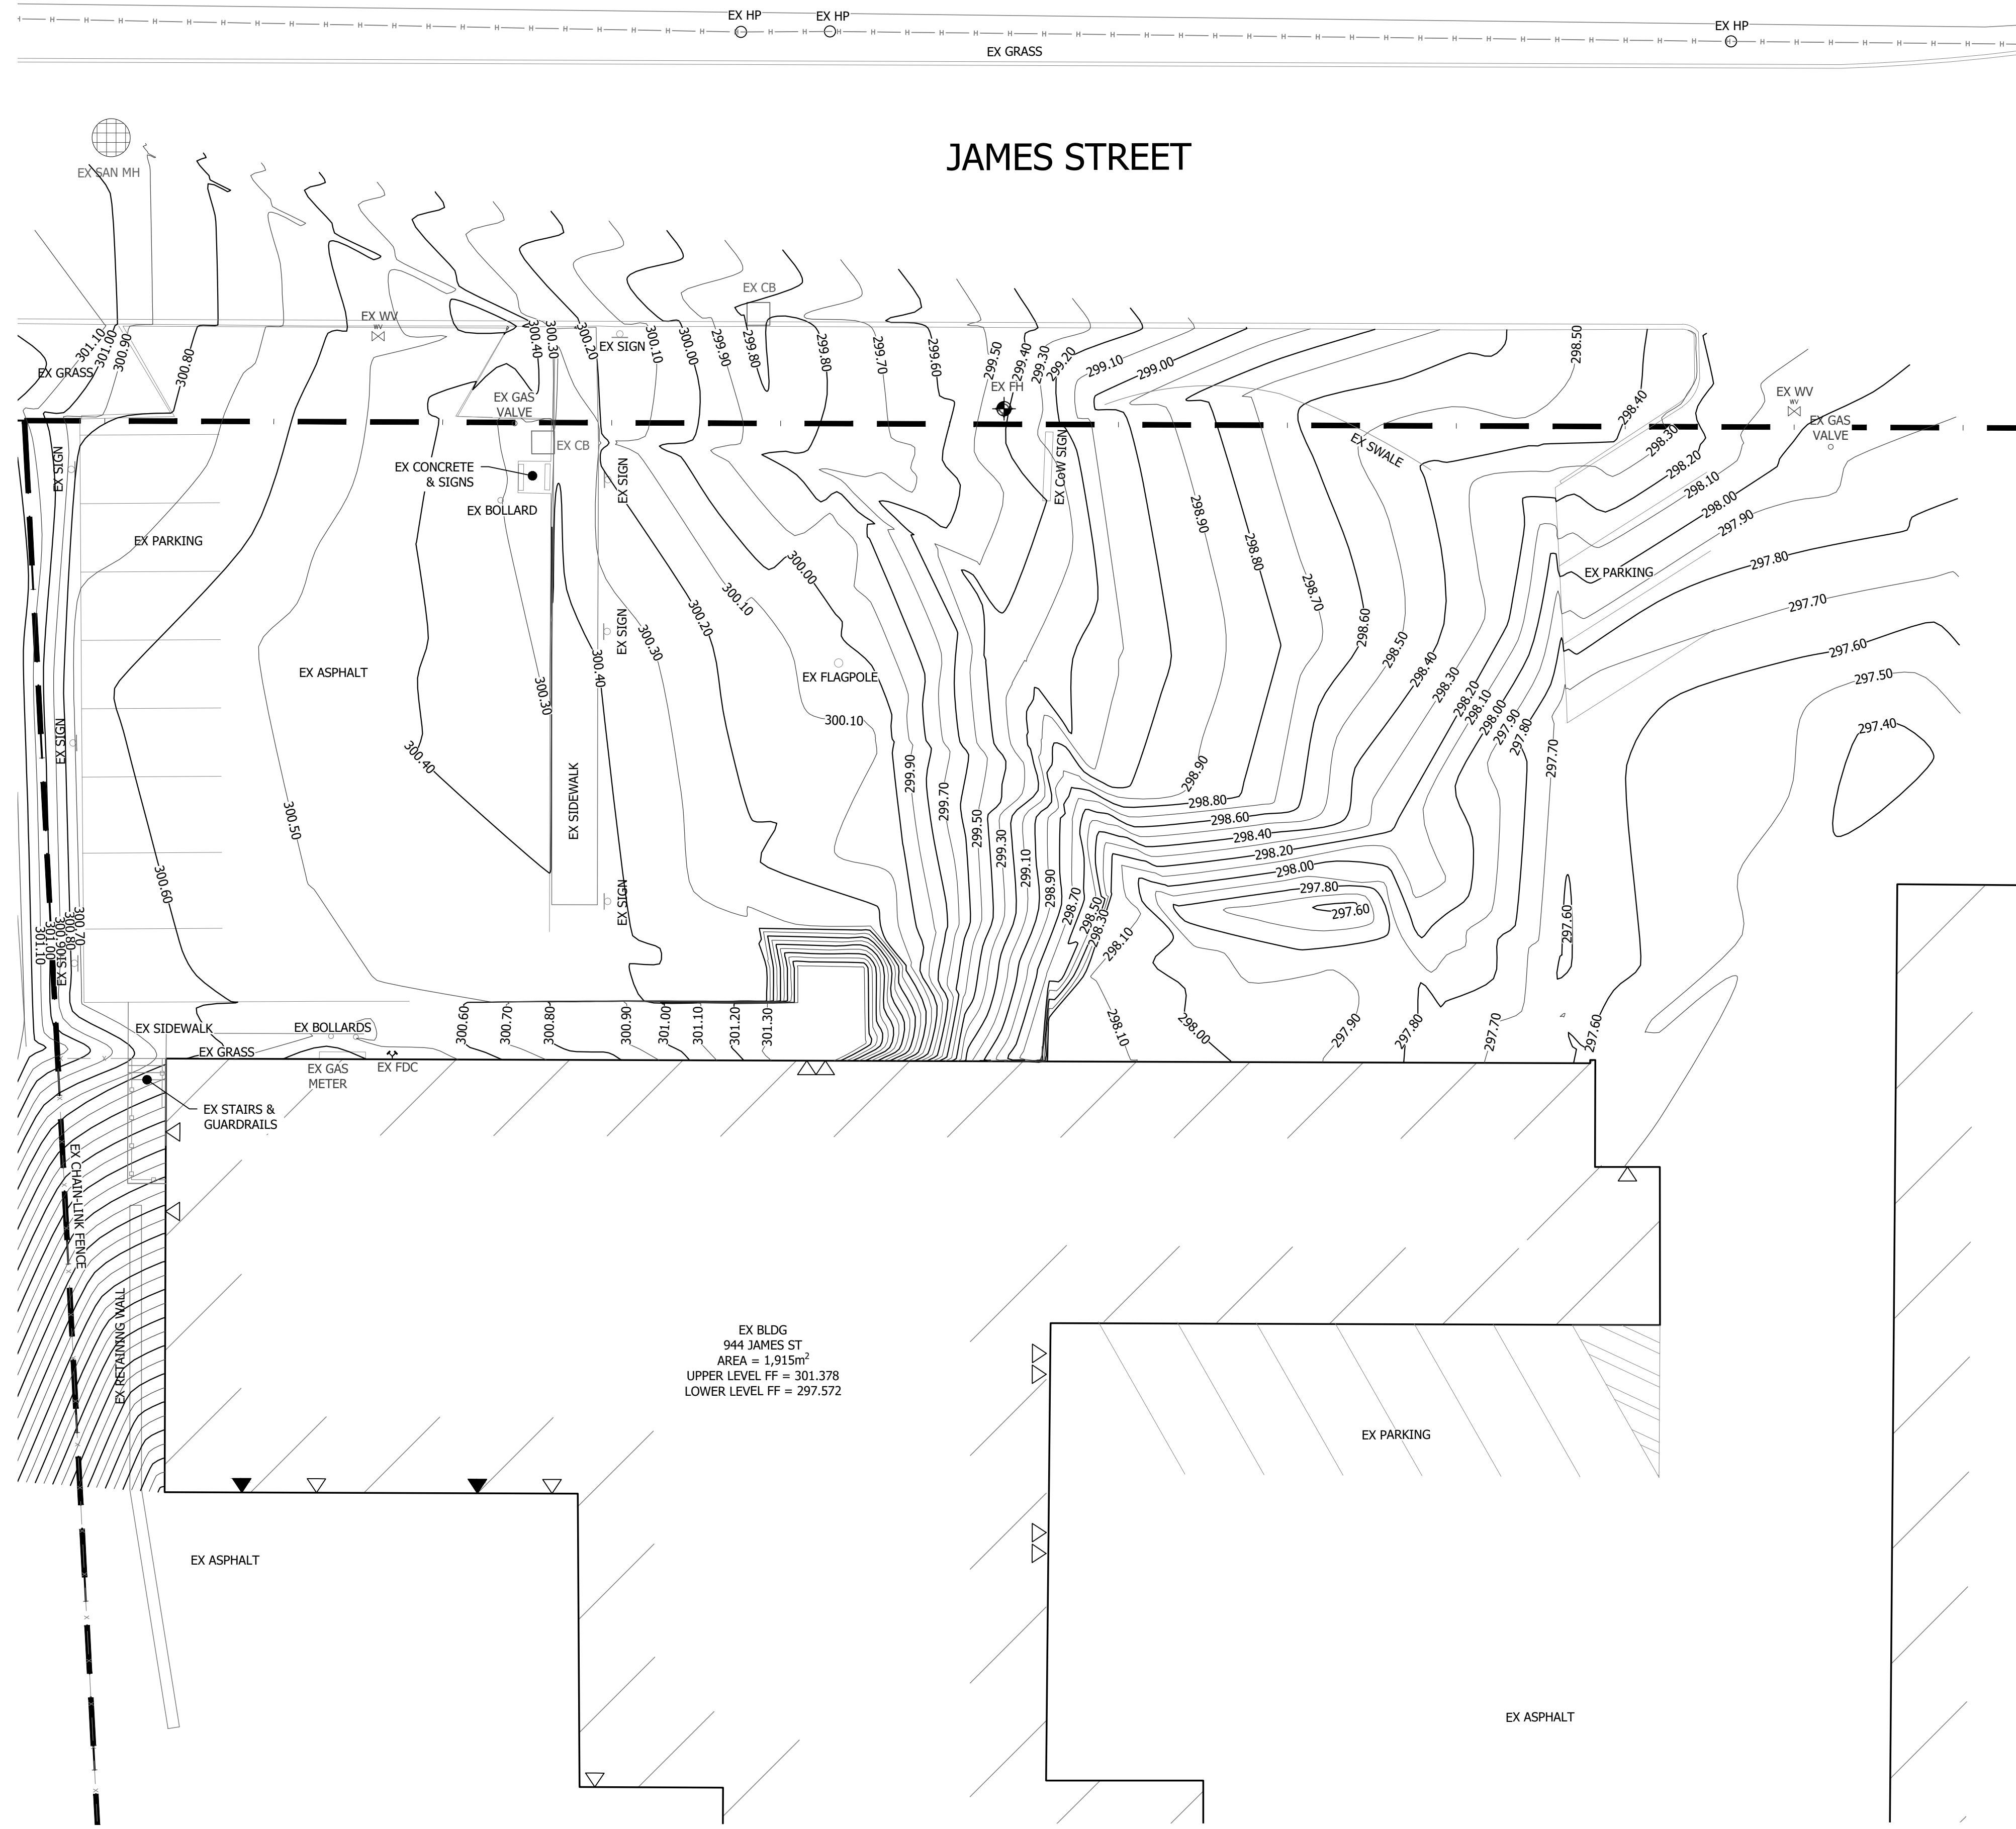 EX HP
EX HP
EX HP
EX GRASS
JAMES STREET
EX SAN MH
EX CB
EX WV
WV
EX SIGN
EX GRASS
301.10
301.00
300.90
300.80
300.40
300.30
300.20
300.10
300.00
299.90
299.80
299.80
299.70
299.60
299.50
299.40
299.30
299.20
299.10
299.00
298.50
298.40
298.30
298.20
298.10
298.00
297.90
297.80
297.70
297.60
297.50
297.40
EX FH
EX WV
WV
EX GAS
VALVE
EX GAS
VALVE
EX CB
EX CONCRETE
& SIGNS
EX BOLLARD
EX SIGN
EX SIGN
EX CoW SIGN
EX SWALE
EX PARKING
EX PARKING
EX ASPHALT
EX SIGN
EX FLAGPOLE
300.00
300.10
300.20
300.30
300.40
300.30
300.10
298.90
298.80
298.70
298.60
298.50
298.40
298.30
298.20
298.10
298.00
297.90
297.80
297.70
EX SIGN
300.40
300.50
300.60
EX SIDEWALK
EX SIGN
299.90
299.70
299.50
299.30
299.10
298.90
298.70
298.50
298.30
298.10
298.90
298.80
298.60
298.40
298.20
298.00
297.80
297.60
297.60
301.10
301.00
300.90
300.80
300.70
EX SIGN
EX SIDEWALK
EX BOLLARDS
EX GRASS
EX GAS
METER
EX FDC
300.60
300.70
300.80
300.90
301.00
301.10
301.20
301.30
298.10
298.00
297.90
297.80
297.70
297.60
EX STAIRS &
GUARDRAILS
EX CHAIN-LINK FENCE
EX RETAINING WALL
EX BLDG
944 JAMES ST
AREA = 1,915m2
UPPER LEVEL FF = 301.378
LOWER LEVEL FF = 297.572
EX PARKING
EX ASPHALT
EX ASPHALT